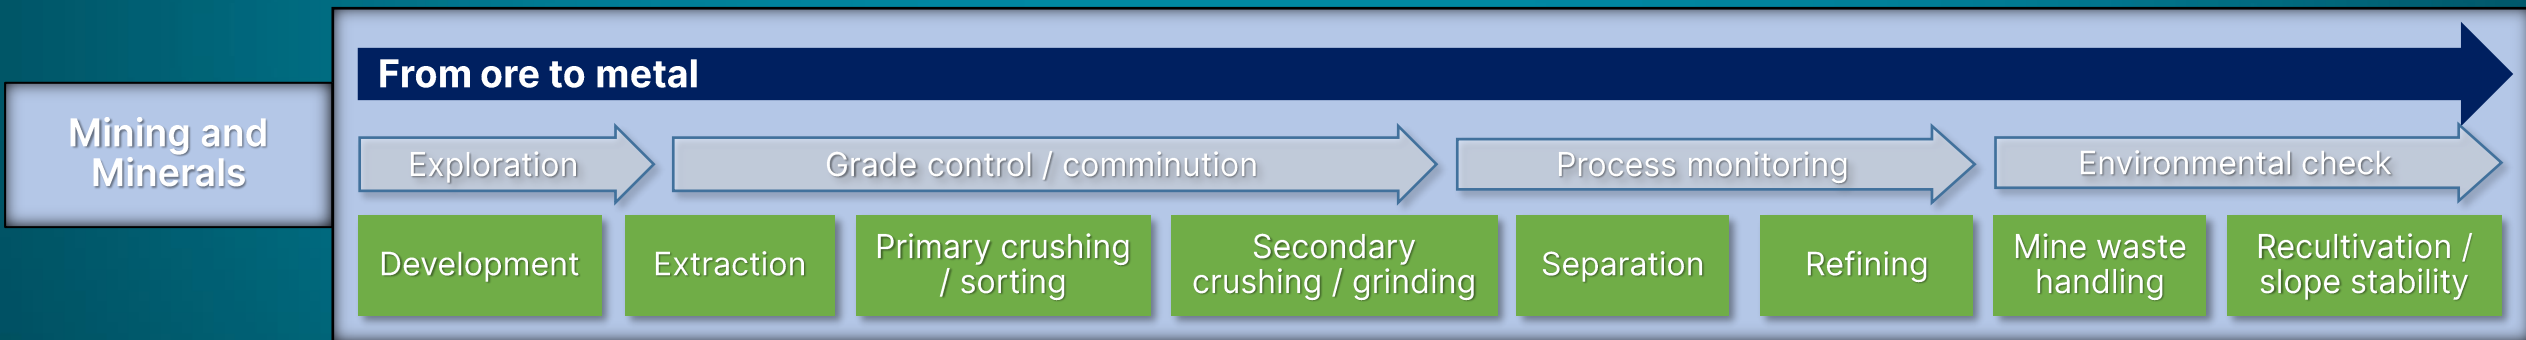 Mining and
Minerals
From ore to metal
Exploration
Grade control / comminution
Process monitoring
Environmental check
Development
Extraction
Primary crushing
/ sorting
Secondary
crushing / grinding
Separation
Refining
Mine waste
handling
Recultivation /
slope stability